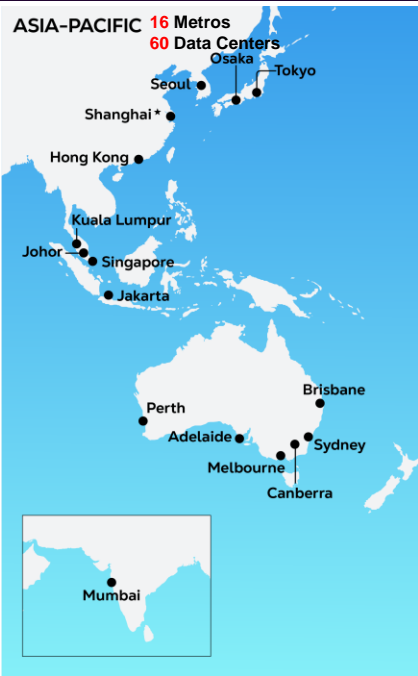 ASIA-PACIFIC 16 Metros
60 Data Centers
Osaka
Tokyo
Seoul
Shanghai*
Hong Kong
Kuala Lumpur
Johor
Singapore
Jakarta
Brisbane
Perth
Adelaide
Sydney
Melbourne
Canberra
Mumbai